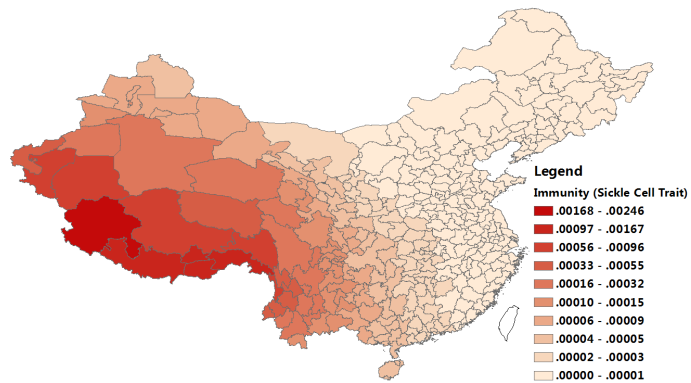 Legend
Immunity (Sickle Cell Trait)
.00168 - .00246
.00097 - .00167
.00056 - .00096
.00033 - .00055
.00016 - .00032
.00010 - .00015
.00006 - .00009
.00004 - .00005
.00002 - .00003
.00000 - .00001